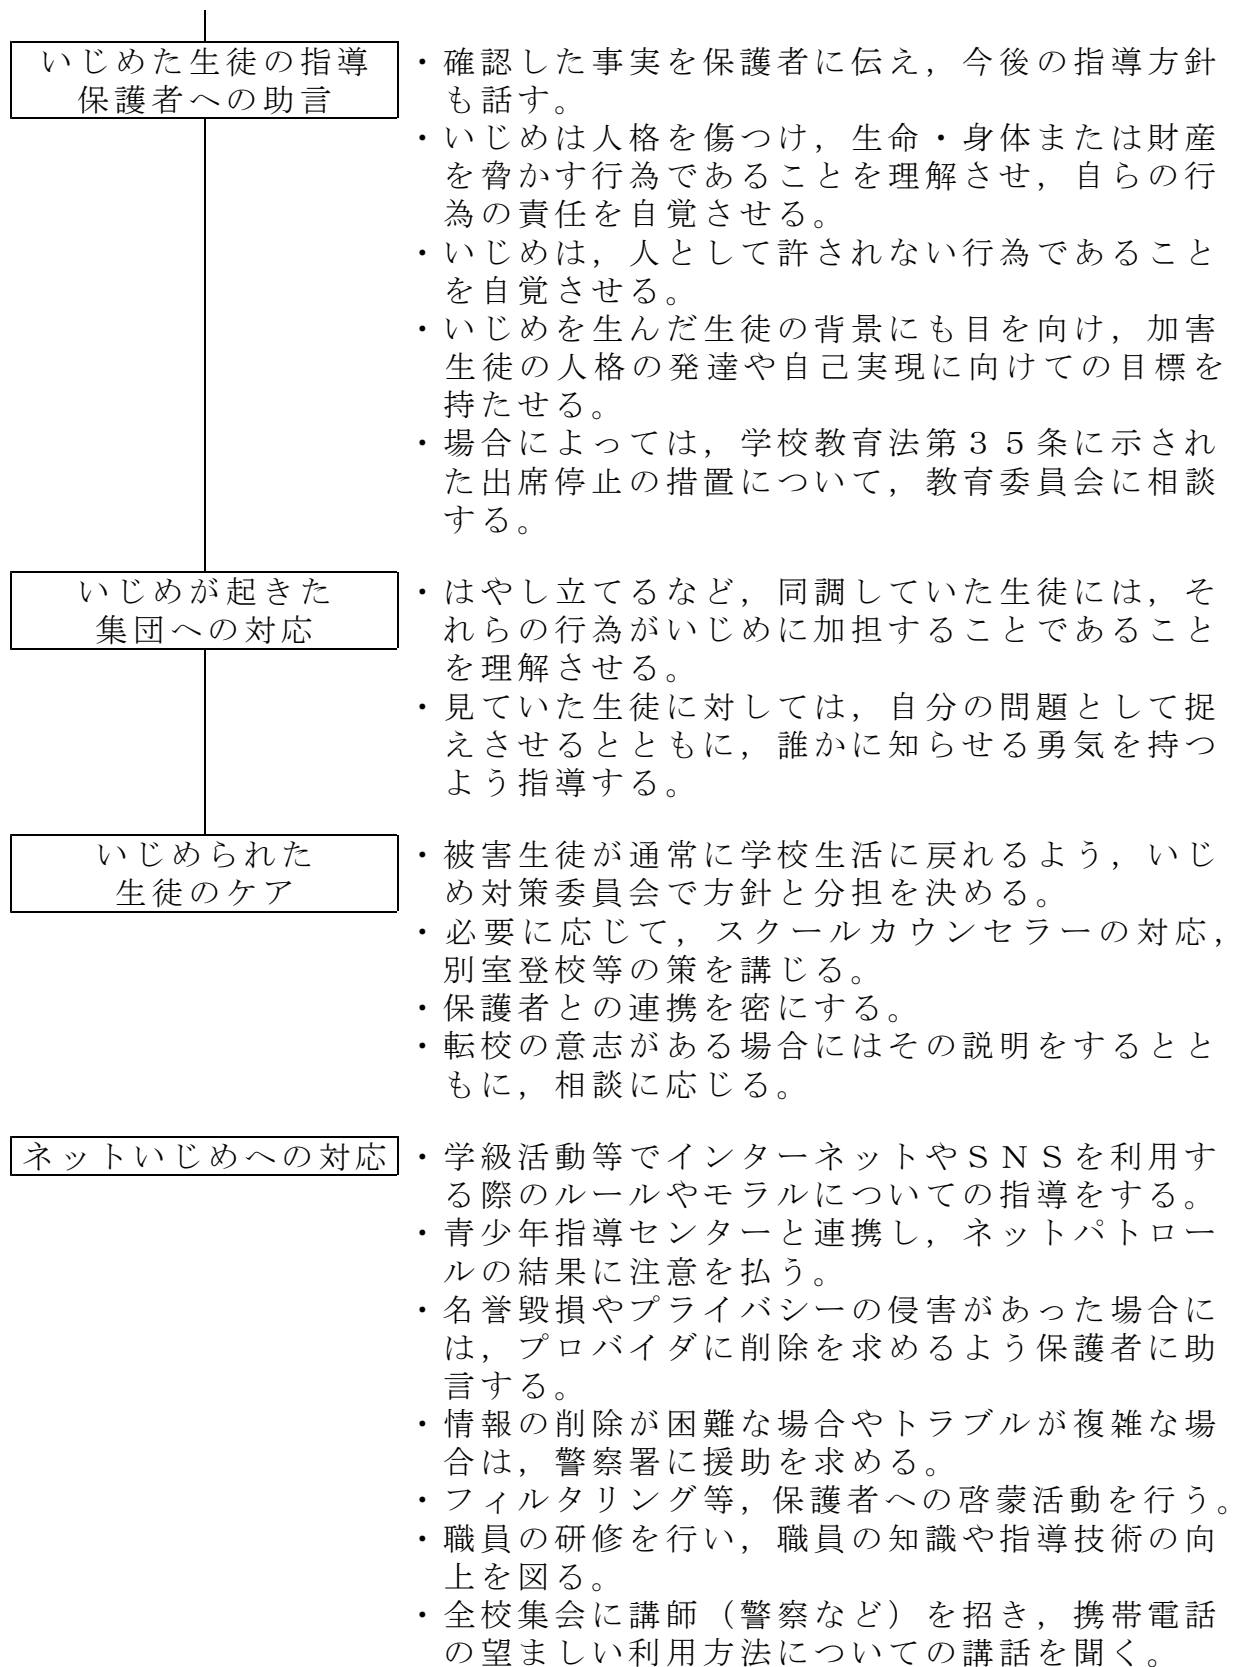 いじめた生徒の指導
保護者への助言
・確認した事実を保護者に伝え，今後の指導方針
も話す。
・いじめは人格を傷つけ，生命・身体または財産
を脅かす行為であることを理解させ，自らの行
為の責任を自覚させる。
・いじめは，人として許されない行為であること
を自覚させる。
・いじめを生んだ生徒の背景にも目を向け，加害
生徒の人格の発達や自己実現に向けての目標を
持たせる。
・場合によっては，学校教育法第３５条に示され
た出席停止の措置について，教育委員会に相談
する。
いじめが起きた
集団への対応
・はやし立てるなど，同調していた生徒には，そ
れらの行為がいじめに加担することであること
を理解させる。
・見ていた生徒に対しては，自分の問題として捉
えさせるとともに，誰かに知らせる勇気を持つ
よう指導する。
いじめられた
生徒のケア
・被害生徒が通常に学校生活に戻れるよう，いじ
め対策委員会で方針と分担を決める。
・必要に応じて，スクールカウンセラーの対応，
別室登校等の策を講じる。
・保護者との連携を密にする。
・転校の意志がある場合にはその説明をするとと
もに，相談に応じる。
ネットいじめへの対応
・学級活動等でインターネットやＳＮＳを利用す
る際のルールやモラルについての指導をする。
・青少年指導センターと連携し，ネットパトロー
ルの結果に注意を払う。
・名誉毀損やプライバシーの侵害があった場合に
は，プロバイダに削除を求めるよう保護者に助
言する。
・情報の削除が困難な場合やトラブルが複雑な場
合は，警察署に援助を求める。
・フィルタリング等，保護者への啓蒙活動を行う。
・職員の研修を行い，職員の知識や指導技術の向
上を図る。
・全校集会に講師（警察など）を招き，携帯電話
の望ましい利用方法についての講話を聞く。